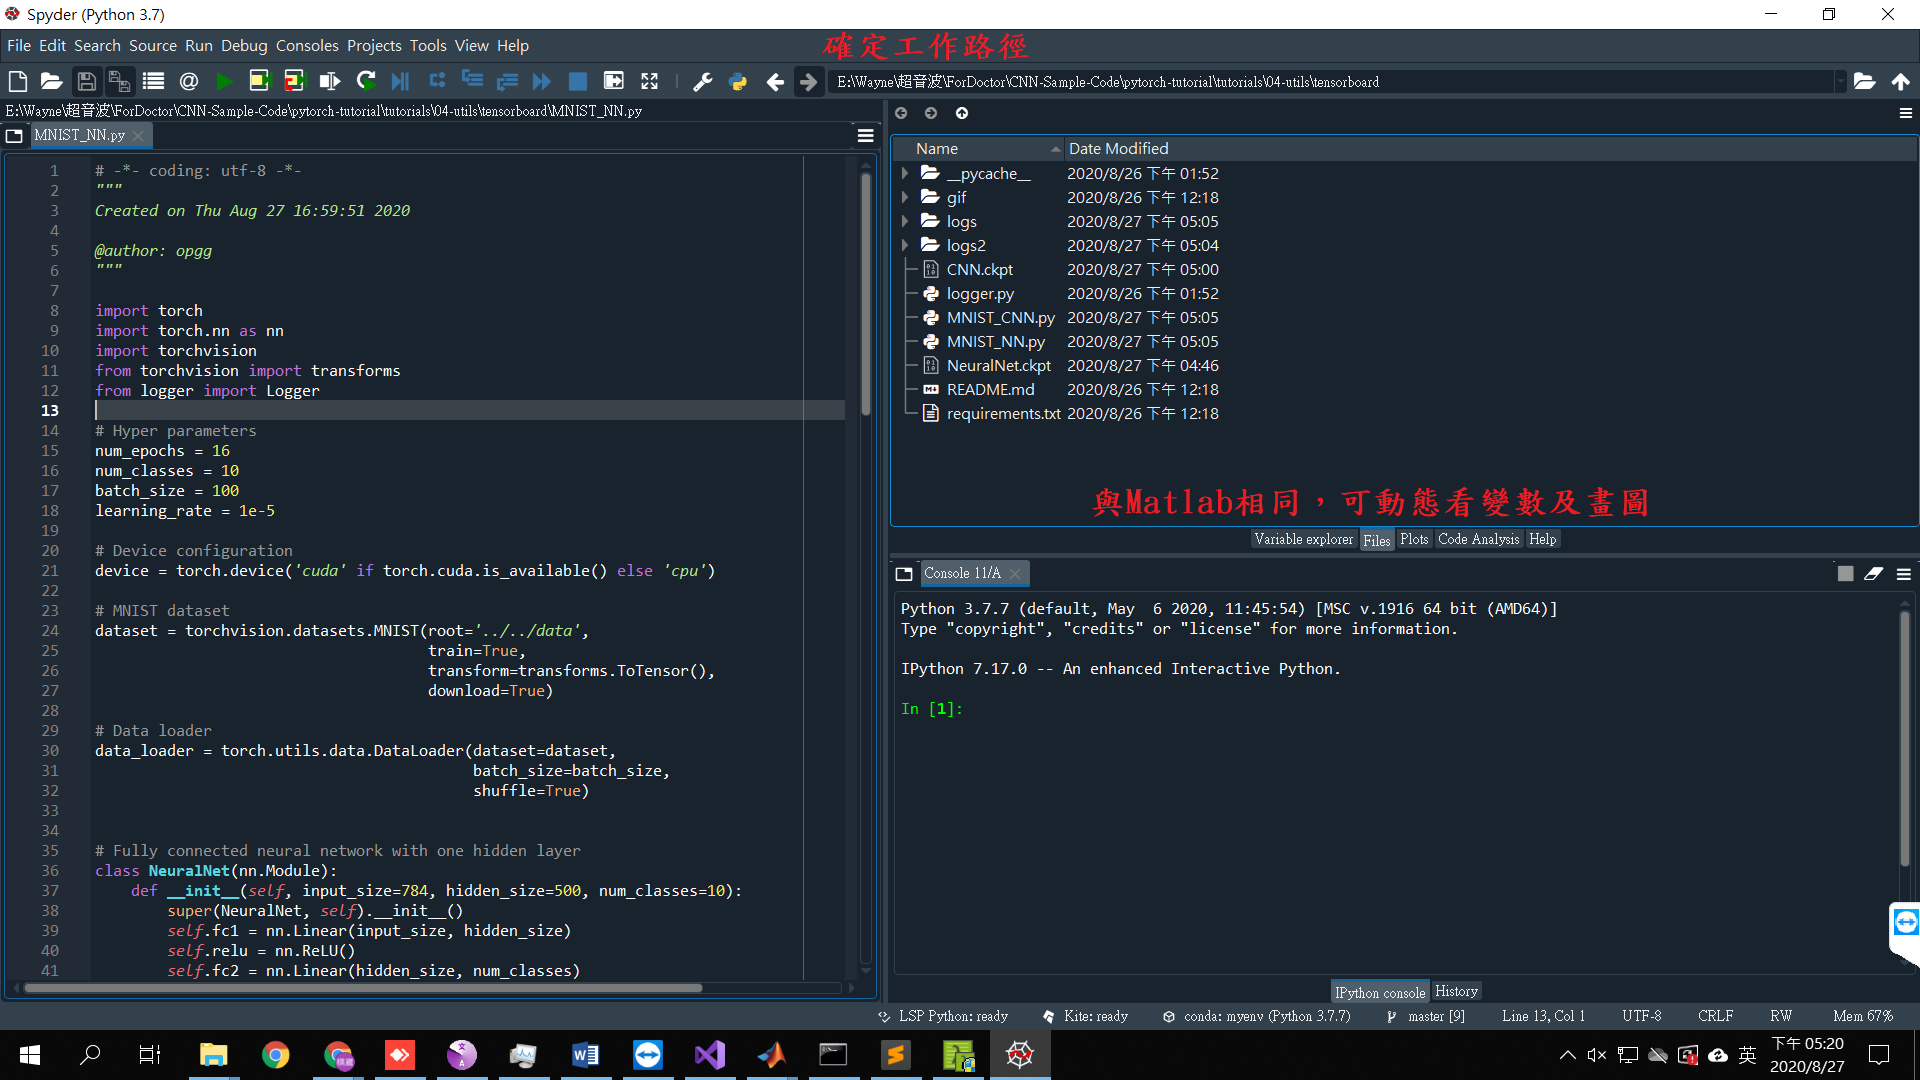 Spyder (Python 3.7)
File Edit Search Source Run Debug Consoles Projects Tools View Help
確定工作路徑
E:\Wayne\超音波\ForDoctor\CNN-Sample-Code\pytorch-tutorial\tutorials\04-utils\tensorboard
E:\Wayne\超音波\ForDoctor\CNN-Sample-Code\pytorch-tutorial\tutorials\04-utils\tensorboard\MNIST_NN.py
MNIST_NN.py
1 # -*- coding: utf-8 -*-
2 """
3 Created on Thu Aug 27 16:59:51 2020
4
5 @author: opgg
6 """
7
8 import torch
9 import torch.nn as nn
10 import torchvision
11 from torchvision import transforms
12 from logger import Logger
13
14 # Hyper parameters
15 num_epochs = 16
16 num_classes = 10
17 batch_size = 100
18 learning_rate = 1e-5
19
20 # Device configuration
21 device = torch.device('cuda' if torch.cuda.is_available() else 'cpu')
22
23 # MNIST dataset
24 dataset = torchvision.datasets.MNIST(root='../../data',
25 train=True,
26 transform=transforms.ToTensor(),
27 download=True)
28
29 # Data loader
30 data_loader = torch.utils.data.DataLoader(dataset=dataset,
31 batch_size=batch_size,
32 shuffle=True)
33
34
35 # Fully connected neural network with one hidden layer
36 class NeuralNet(nn.Module):
37 def __init__(self, input_size=784, hidden_size=500, num_classes=10):
38 super(NeuralNet, self).__init__()
39 self.fc1 = nn.Linear(input_size, hidden_size)
40 self.relu = nn.ReLU()
41 self.fc2 = nn.Linear(hidden_size, num_classes)
Name Date Modified
__pycache__ 2020/8/26 下午 01:52
gif 2020/8/26 下午 12:18
logs 2020/8/27 下午 05:05
logs2 2020/8/27 下午 05:04
CNN.ckpt 2020/8/27 下午 05:00
logger.py 2020/8/26 下午 01:52
MNIST_CNN.py 2020/8/27 下午 05:05
MNIST_NN.py 2020/8/27 下午 05:05
NeuralNet.ckpt 2020/8/27 下午 04:46
README.md 2020/8/26 下午 12:18
requirements.txt 2020/8/26 下午 12:18
與Matlab相同，可動態看變數及畫圖
Variable explorer Files Plots Code Analysis Help
Console 11/A
Python 3.7.7 (default, May  6 2020, 11:45:54) [MSC v.1916 64 bit (AMD64)]
Type "copyright", "credits" or "license" for more information.
IPython 7.17.0 -- An enhanced Interactive Python.
In [1]:
IPython console History
LSP Python: ready Kite: ready conda: myenv (Python 3.7.7) master [9] Line 13, Col 1 UTF-8 CRLF RW Mem 67%
英
下午 05:20
2020/8/27